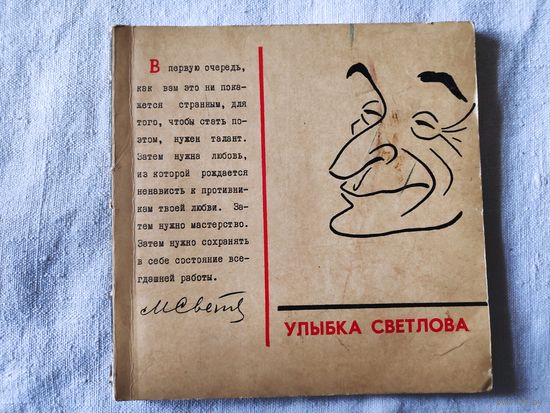 В первую очередь,
как вам это ни пока-
жется странным, для
того, чтобы стать по-
этом, нужен талант.
Затем нужна любовь,
из которой рождается
ненависть к противни-
кам твоей любви. За-
тем нужно мастерство.
Затем нужно сохранять
в себе состояние все-
гдашней работы.
МСветл
УЛЫБКА СВЕТЛОВА